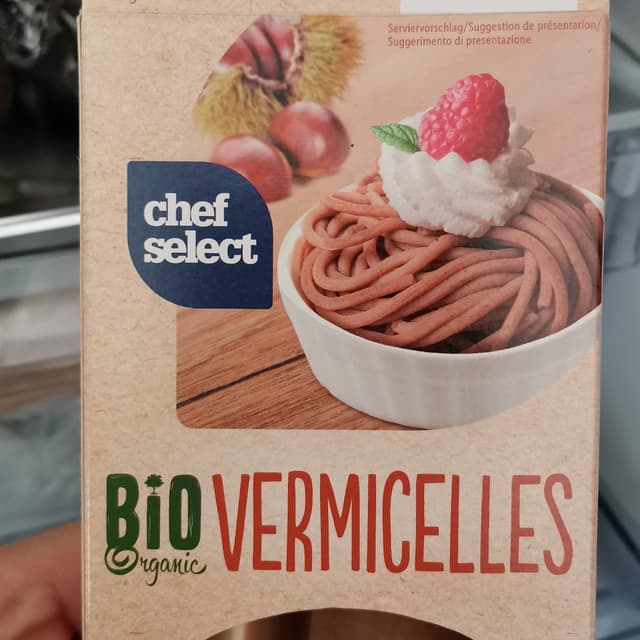 Serviervorschlag/Suggestion de présentation/
Suggerimento di presentazione
chef
select
BiO
Organic
VERMICELLES